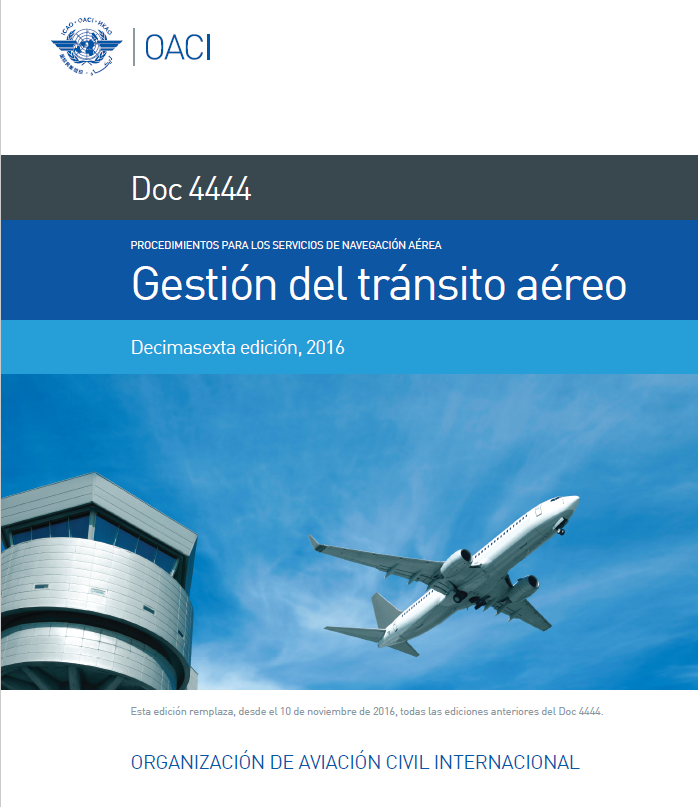 ICAO · OACI · ИКАО
OACI
Doc 4444
PROCEDIMIENTOS PARA LOS SERVICIOS DE NAVEGACIÓN AÉREA
Gestión del tránsito aéreo
Decimasexta edición, 2016
Esta edición remplaza, desde el 10 de noviembre de 2016, todas las ediciones anteriores del Doc 4444.
ORGANIZACIÓN DE AVIACIÓN CIVIL INTERNACIONAL